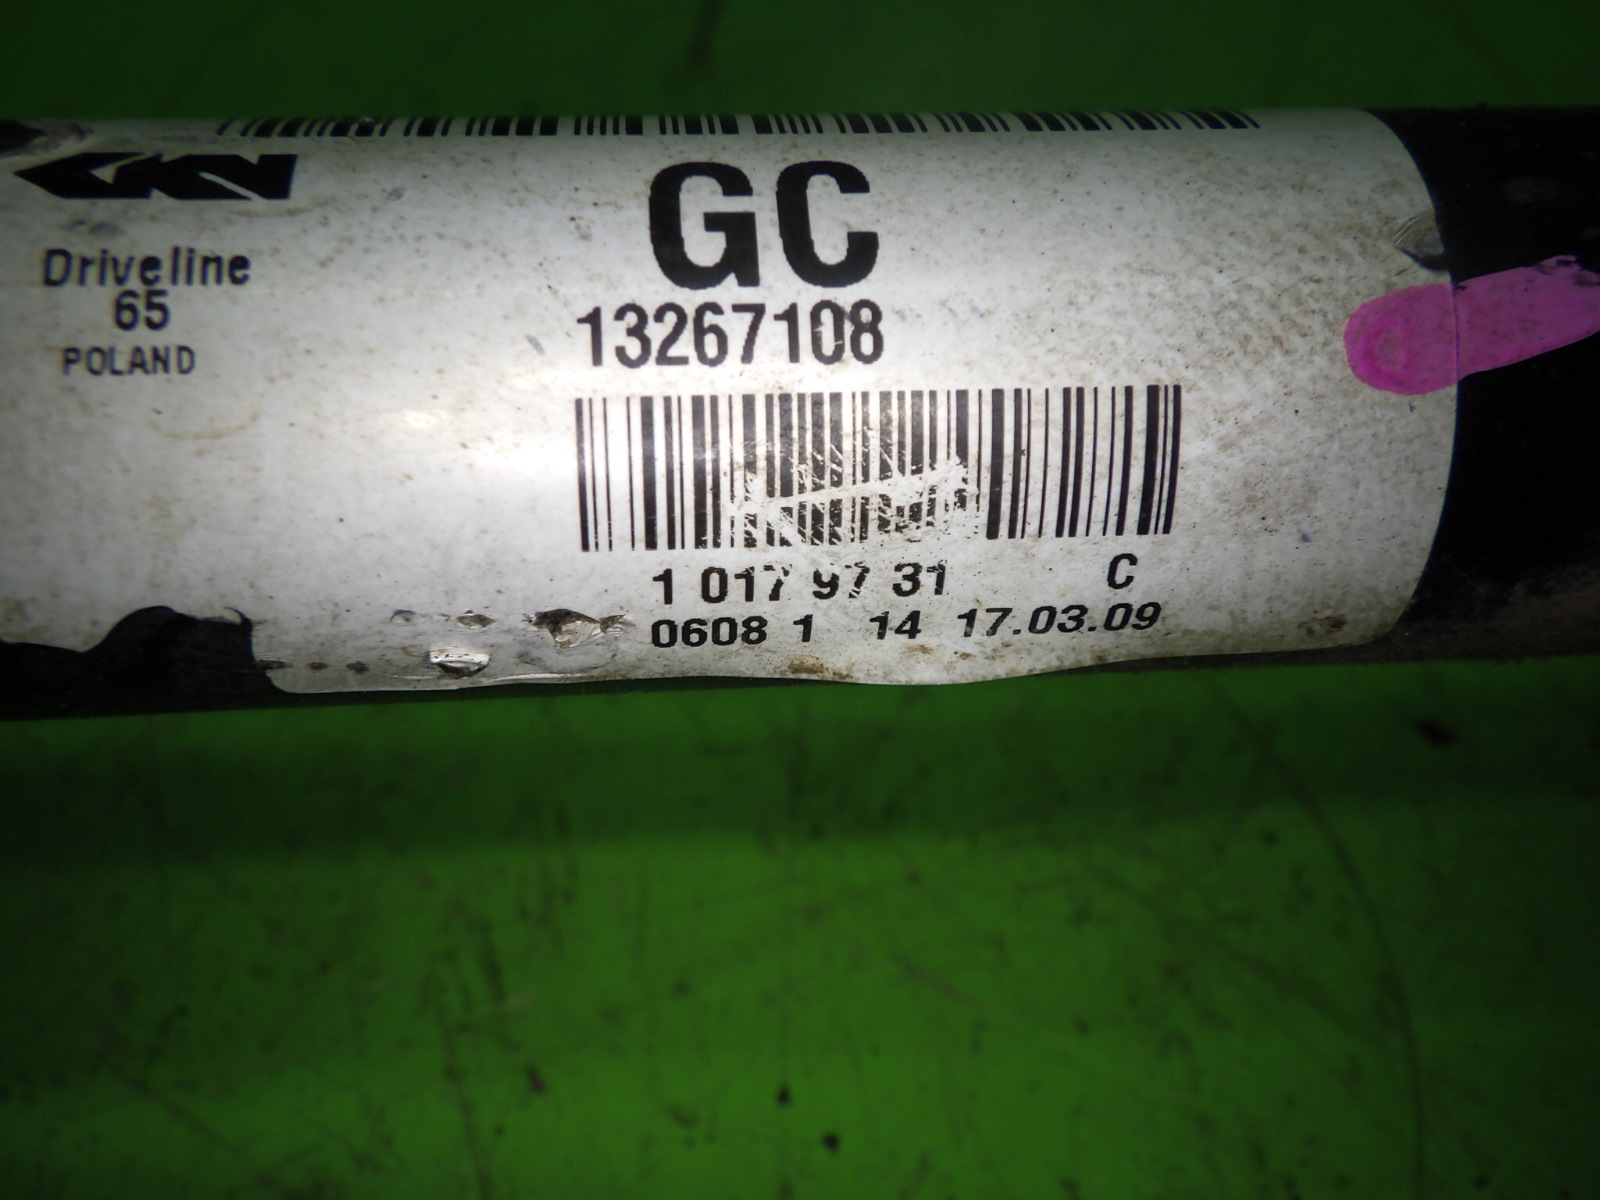 GKN
Driveline
65
POLAND
GC
13267108
1 017 97 31 C
0608 1 14 17.03.09